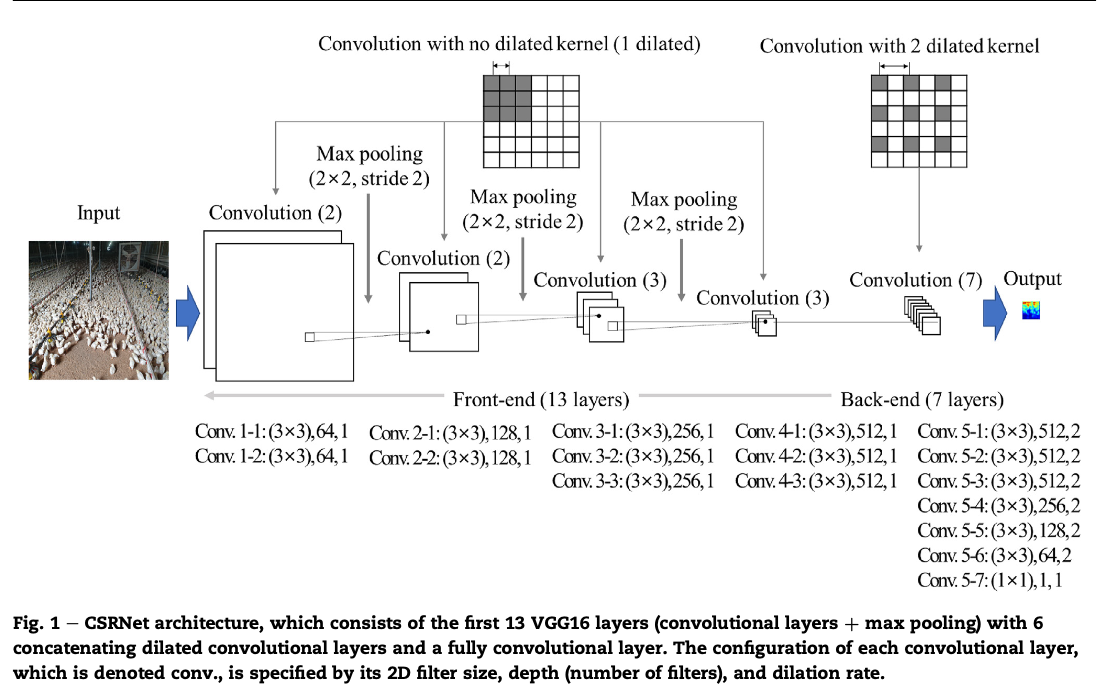 Convolution with no dilated kernel (1 dilated)
Convolution with 2 dilated kernel
Max pooling
(2×2, stride 2)
Max pooling
(2×2, stride 2)
Max pooling
(2×2, stride 2)
Input
Convolution (2)
Convolution (2)
Convolution (3)
Convolution (3)
Convolution (7)
Output
Front-end (13 layers)
Back-end (7 layers)
Conv. 1-1: (3×3),64,1
Conv. 1-2: (3×3),64,1
Conv. 2-1: (3×3),128,1
Conv. 2-2: (3×3),128,1
Conv. 3-1: (3×3),256,1
Conv. 3-2: (3×3),256,1
Conv. 3-3: (3×3),256,1
Conv. 4-1: (3×3),512,1
Conv. 4-2: (3×3),512,1
Conv. 4-3: (3×3),512,1
Conv. 5-1: (3×3),512,2
Conv. 5-2: (3×3),512,2
Conv. 5-3: (3×3),512,2
Conv. 5-4: (3×3),256,2
Conv. 5-5: (3×3),128,2
Conv. 5-6: (3×3),64,2
Conv. 5-7: (1×1),1,1
Fig. 1 – CSRNet architecture, which consists of the first 13 VGG16 layers (convolutional layers + max pooling) with 6
concatenating dilated convolutional layers and a fully convolutional layer. The configuration of each convolutional layer,
which is denoted conv., is specified by its 2D filter size, depth (number of filters), and dilation rate.